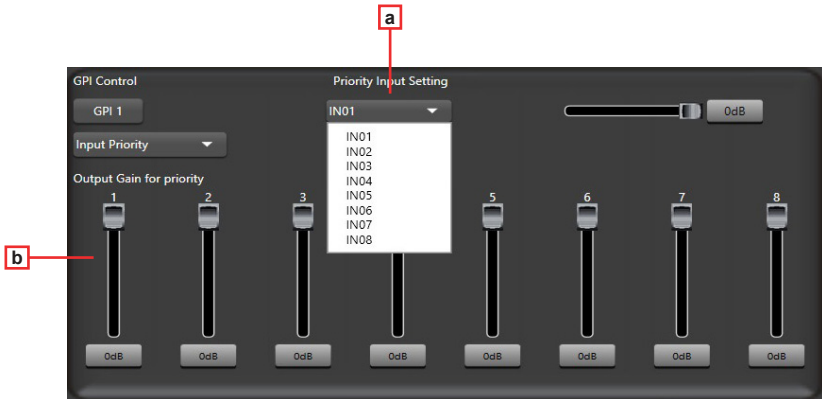 a
GPI Control
Priority Input Setting
GPI 1
IN01
0dB
Input Priority
IN01
IN02
IN03
IN04
IN05
IN06
IN07
IN08
Output Gain for priority
1 2 3 5 6 7 8
b
0dB 0dB 0dB 0dB 0dB 0dB 0dB 0dB